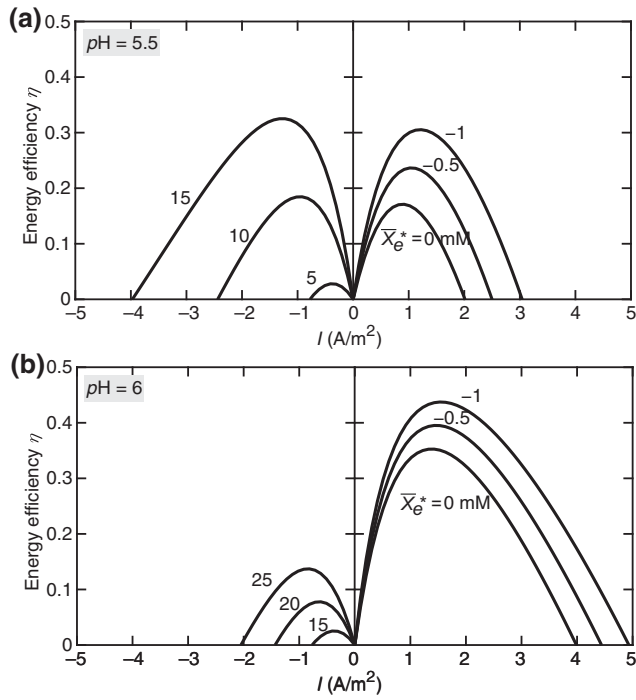 (a)
pH = 5.5
Energy efficiency η
0.5
0.4
0.3
0.2
0.1
0
15
10
5
−1
−0.5
X̅e* = 0 mM
−5 −4 −3 −2 −1 0 1 2 3 4 5
I (A/m²)
(b)
pH = 6
Energy efficiency η
0.5
0.4
0.3
0.2
0.1
0
25
20
15
−1
−0.5
X̅e* = 0 mM
−5 −4 −3 −2 −1 0 1 2 3 4 5
I (A/m²)